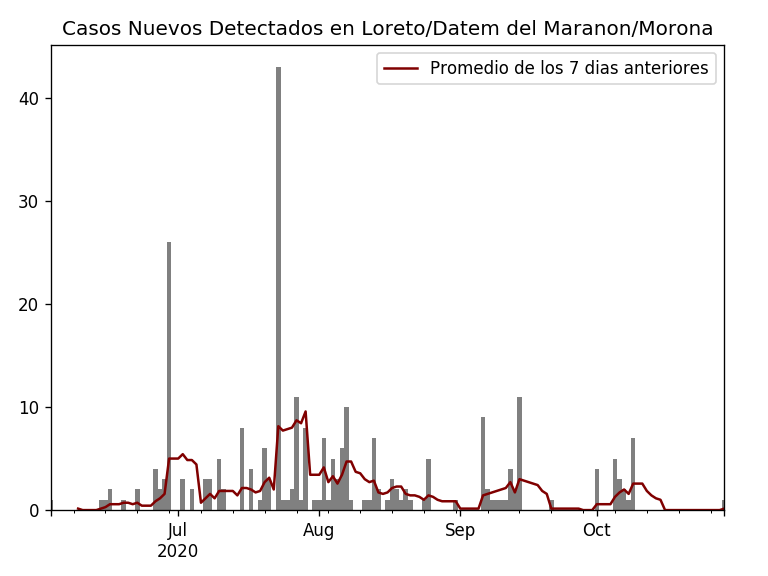 Casos Nuevos Detectados en Loreto/Datem del Maranon/Morona
Promedio de los 7 dias anteriores
40
30
20
10
0
Jul Aug Sep Oct
2020